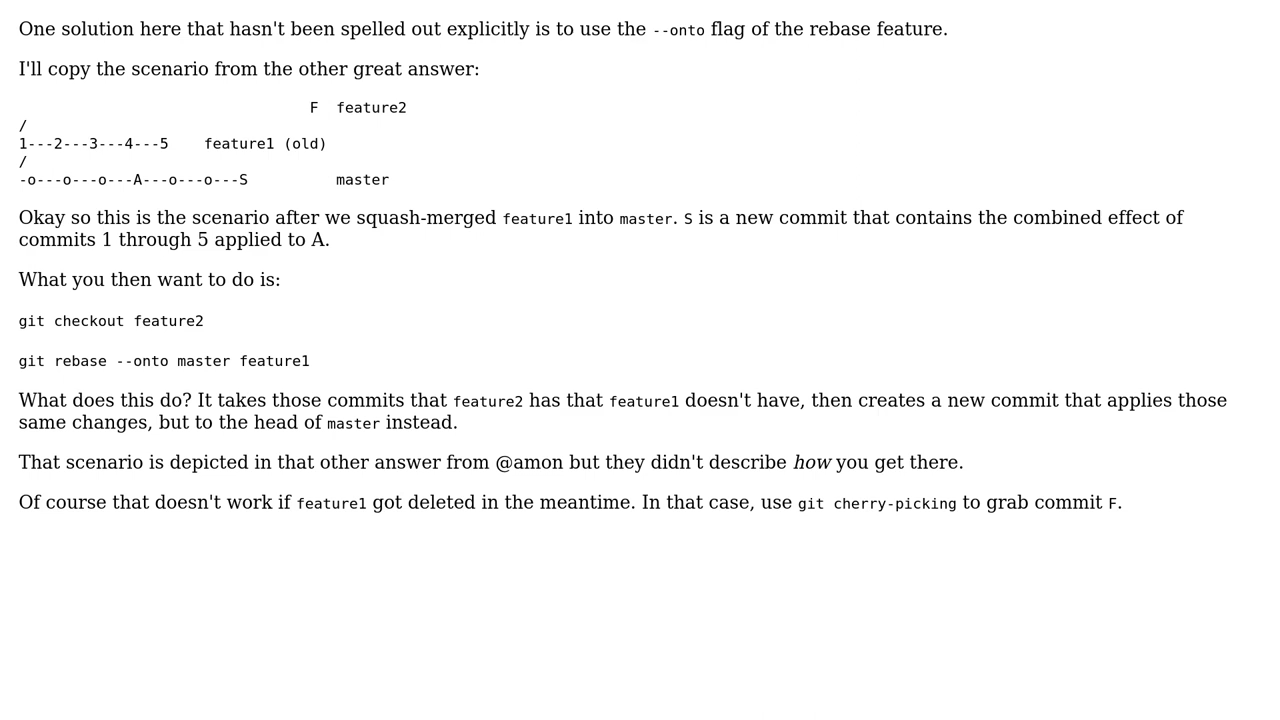 One solution here that hasn't been spelled out explicitly is to use the --onto flag of the rebase feature.
I'll copy the scenario from the other great answer:
                                 F  feature2
/
1---2---3---4---5    feature1 (old)
/
-o---o---o---A---o---o---S          master
Okay so this is the scenario after we squash-merged feature1 into master. S is a new commit that contains the combined effect of
commits 1 through 5 applied to A.
What you then want to do is:
git checkout feature2
git rebase --onto master feature1
What does this do? It takes those commits that feature2 has that feature1 doesn't have, then creates a new commit that applies those
same changes, but to the head of master instead.
That scenario is depicted in that other answer from @amon but they didn't describe how you get there.
Of course that doesn't work if feature1 got deleted in the meantime. In that case, use git cherry-picking to grab commit F.